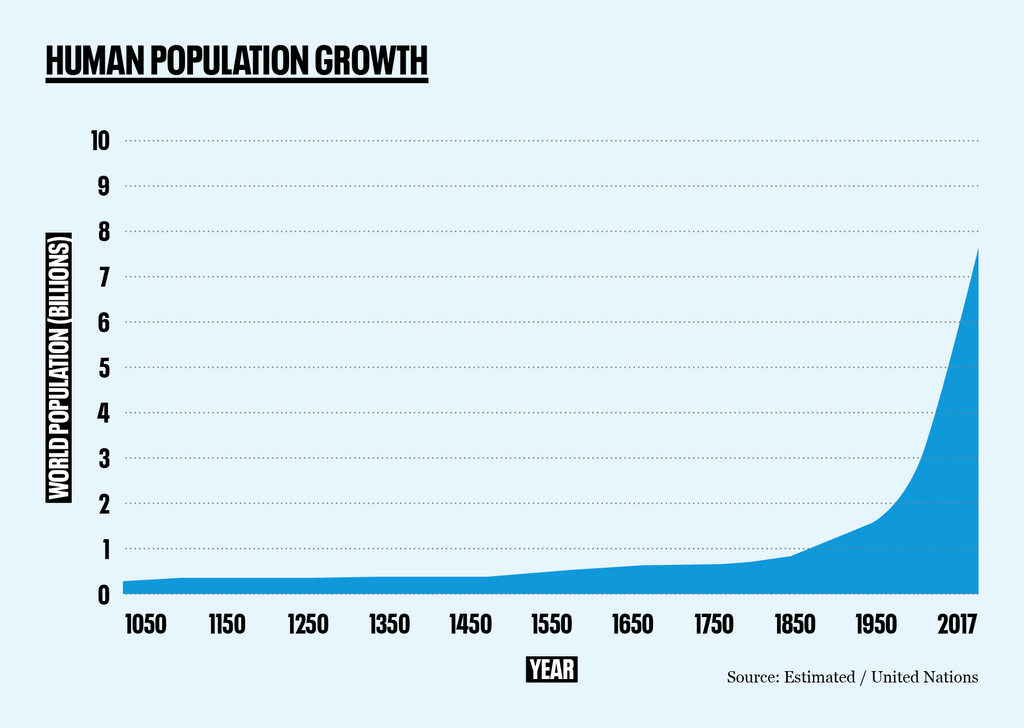 HUMAN POPULATION GROWTH
10
9
8
7
6
5
4
3
2
1
0
WORLD POPULATION (BILLIONS)
1050 1150 1250 1350 1450 1550 1650 1750 1850 1950 2017
YEAR
Source: Estimated / United Nations